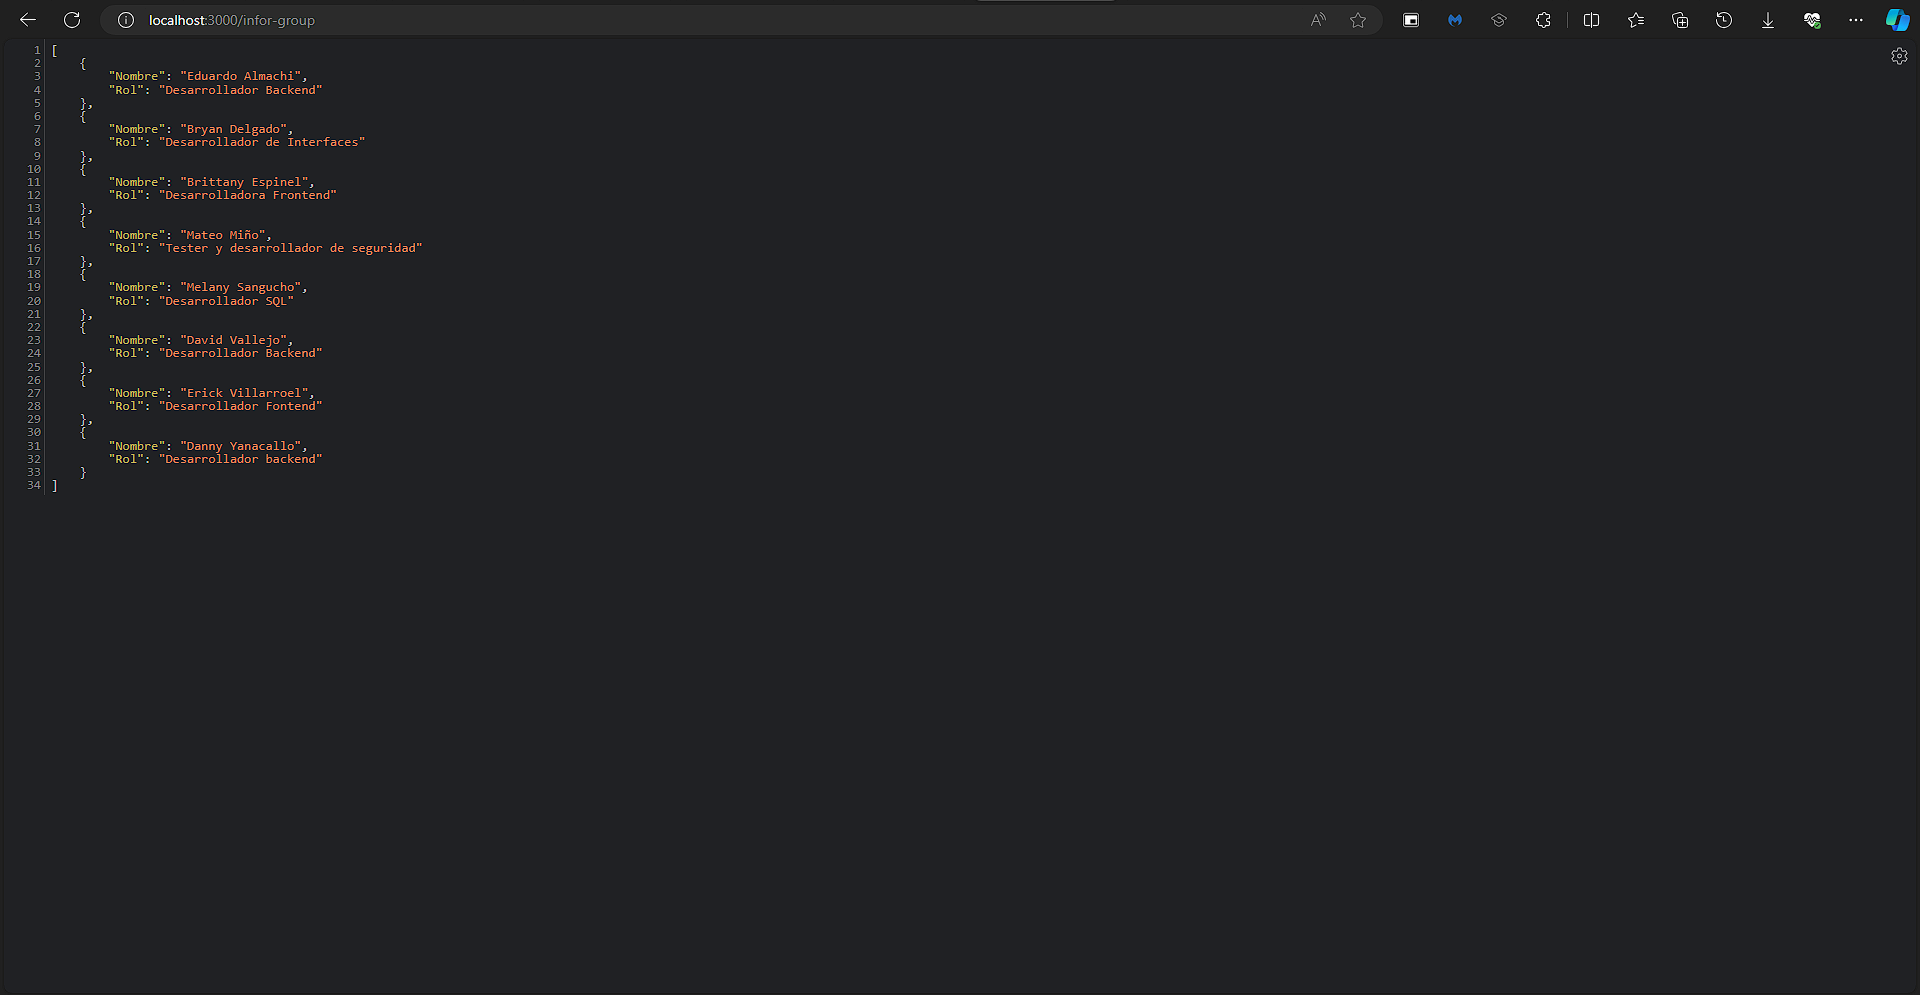 localhost:3000/infor-group
1 [
2 {
3 "Nombre": "Eduardo Almachi",
4 "Rol": "Desarrollador Backend"
5 },
6 {
7 "Nombre": "Bryan Delgado",
8 "Rol": "Desarrollador de Interfaces"
9 },
10 {
11 "Nombre": "Brittany Espinel",
12 "Rol": "Desarrolladora Frontend"
13 },
14 {
15 "Nombre": "Mateo Miño",
16 "Rol": "Tester y desarrollador de seguridad"
17 },
18 {
19 "Nombre": "Melany Sangucho",
20 "Rol": "Desarrollador SQL"
21 },
22 {
23 "Nombre": "David Vallejo",
24 "Rol": "Desarrollador Backend"
25 },
26 {
27 "Nombre": "Erick Villarroel",
28 "Rol": "Desarrollador Fontend"
29 },
30 {
31 "Nombre": "Danny Yanacallo",
32 "Rol": "Desarrollador backend"
33 }
34 ]